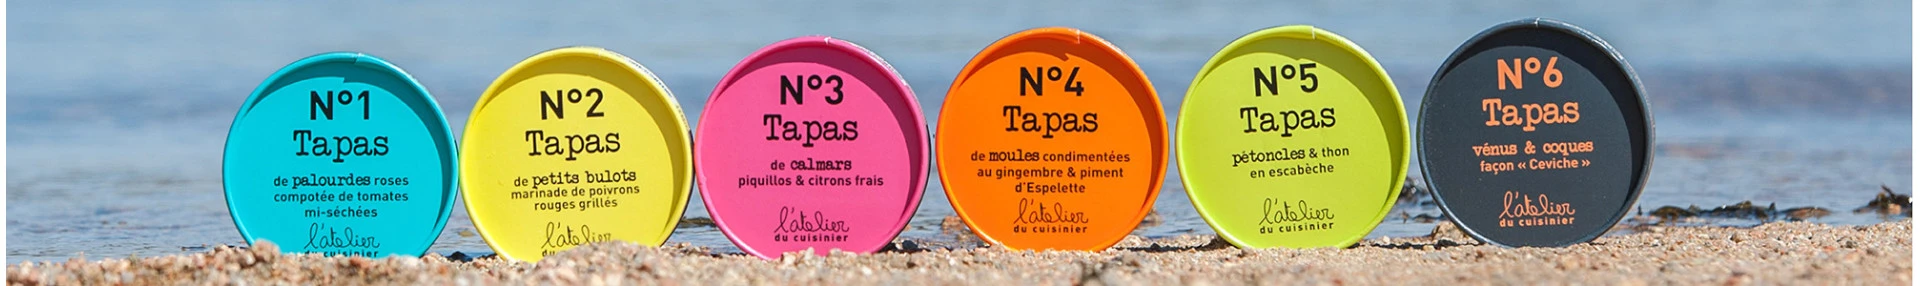 N°1
Tapas
de palourdes roses
compotée de tomates
mi-séchées
l'atelier
du cuisinier
N°2
Tapas
de petits bulots
marinade de poivrons
rouges grillés
l'atelier
du
N°3
Tapas
de calmars
piquillos & citrons frais
l'atelier
du cuisinier
N°4
Tapas
de moules condimentées
au gingembre & piment
d'Espelette
l'atelier
du cuisinier
N°5
Tapas
pétoncles & thon
en escabèche
l'atelier
du cuisinier
N°6
Tapas
vénus & coques
façon « Ceviche »
l'atelier
du cuisinier